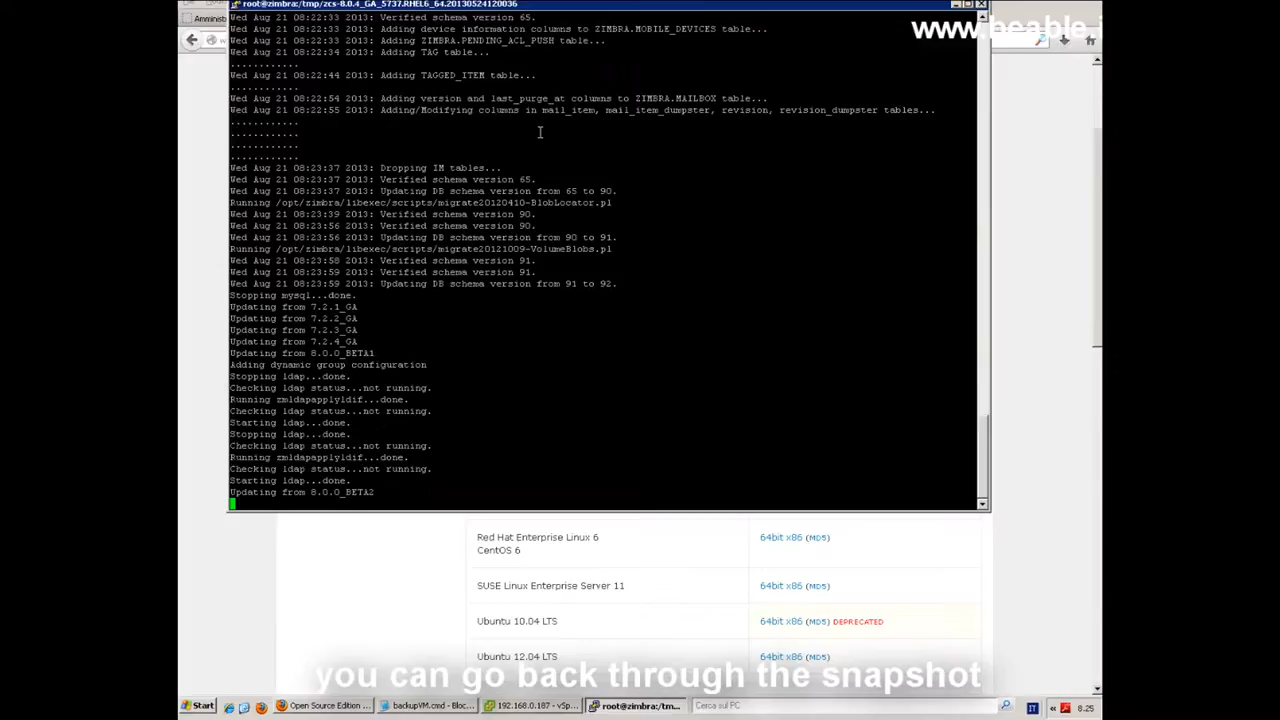 root@zimbra:/tmp/zcs-8.0.4_GA_5737.RHEL6_64.20130524120036
Amministr
www.beable.i
Wed Aug 21 08:22:33 2013: Verified schema version 65.
Wed Aug 21 08:22:33 2013: Adding device information columns to ZIMBRA.MOBILE_DEVICES table...
Wed Aug 21 08:22:33 2013: Adding ZIMBRA.PENDING_ACL_PUSH table...
Wed Aug 21 08:22:34 2013: Adding TAG table...
............
Wed Aug 21 08:22:44 2013: Adding TAGGED_ITEM table...
............
Wed Aug 21 08:22:54 2013: Adding version and last_purge_at columns to ZIMBRA.MAILBOX table...
Wed Aug 21 08:22:55 2013: Adding/Modifying columns in mail_item, mail_item_dumpster, revision, revision_dumpster tables...
............
............
............
............
Wed Aug 21 08:23:37 2013: Dropping IM tables...
Wed Aug 21 08:23:37 2013: Verified schema version 65.
Wed Aug 21 08:23:37 2013: Updating DB schema version from 65 to 90.
Running /opt/zimbra/libexec/scripts/migrate20120410-BlobLocator.pl
Wed Aug 21 08:23:39 2013: Verified schema version 90.
Wed Aug 21 08:23:56 2013: Verified schema version 90.
Wed Aug 21 08:23:56 2013: Updating DB schema version from 90 to 91.
Running /opt/zimbra/libexec/scripts/migrate20121009-VolumeBlobs.pl
Wed Aug 21 08:23:58 2013: Verified schema version 91.
Wed Aug 21 08:23:59 2013: Verified schema version 91.
Wed Aug 21 08:23:59 2013: Updating DB schema version from 91 to 92.
Stopping mysql...done.
Updating from 7.2.1_GA
Updating from 7.2.2_GA
Updating from 7.2.3_GA
Updating from 7.2.4_GA
Updating from 8.0.0_BETA1
Adding dynamic group configuration
Stopping ldap...done.
Checking ldap status...not running.
Running zmldapapplyldif...done.
Checking ldap status...not running.
Starting ldap...done.
Stopping ldap...done.
Checking ldap status...not running.
Running zmldapapplyldif...done.
Checking ldap status...not running.
Starting ldap...done.
Updating from 8.0.0_BETA2
Red Hat Enterprise Linux 6 64bit x86 (MD5)
CentOS 6
SUSE Linux Enterprise Server 11 64bit x86 (MD5)
Ubuntu 10.04 LTS 64bit x86 (MD5) DEPRECATED
Ubuntu 12.04 LTS 64bit x86 (MD5)
you can go back through the snapshot
Start Open Source Edition ... backupVM.cmd - Bloc... 192.168.0.187 - vSp... root@zimbra:/tm... Cerca sul PC IT 8.25